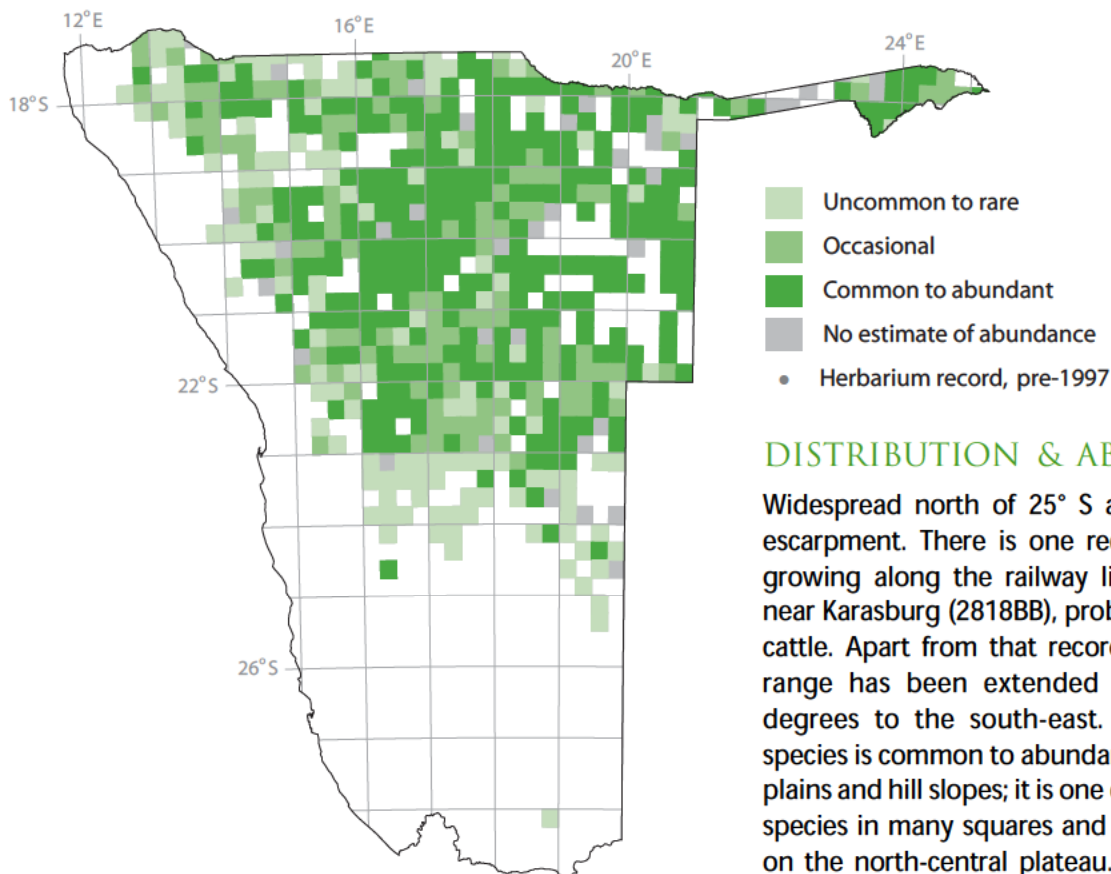 12°E
16°E
20°E
24°E
18°S
22°S
26°S
Uncommon to rare
Occasional
Common to abundant
No estimate of abundance
Herbarium record, pre-1997
DISTRIBUTION & AB
Widespread north of 25° S a
escarpment. There is one rec
growing along the railway li
near Karasburg (2818BB), prob
cattle. Apart from that record
range has been extended
degrees to the south-east.
species is common to abunda
plains and hill slopes; it is one
species in many squares and
on the north-central plateau.